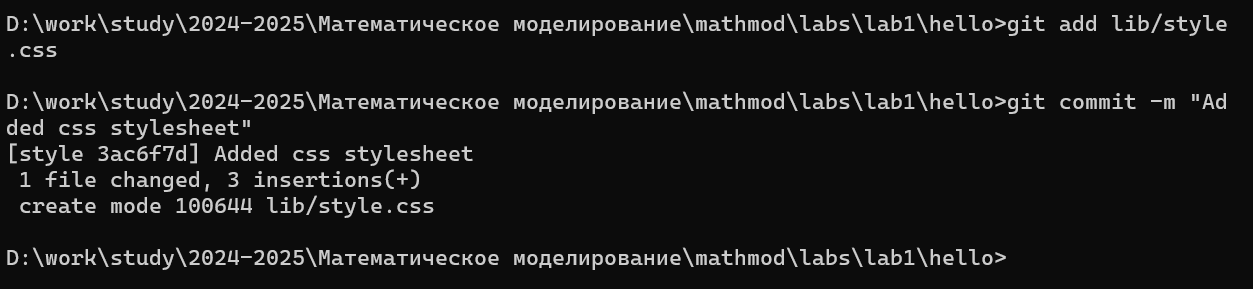 D:\work\study\2024-2025\Математическое моделирование\mathmod\labs\lab1\hello>git add lib/style
.css
D:\work\study\2024-2025\Математическое моделирование\mathmod\labs\lab1\hello>git commit -m "Ad
ded css stylesheet"
[style 3ac6f7d] Added css stylesheet
 1 file changed, 3 insertions(+)
 create mode 100644 lib/style.css
D:\work\study\2024-2025\Математическое моделирование\mathmod\labs\lab1\hello>